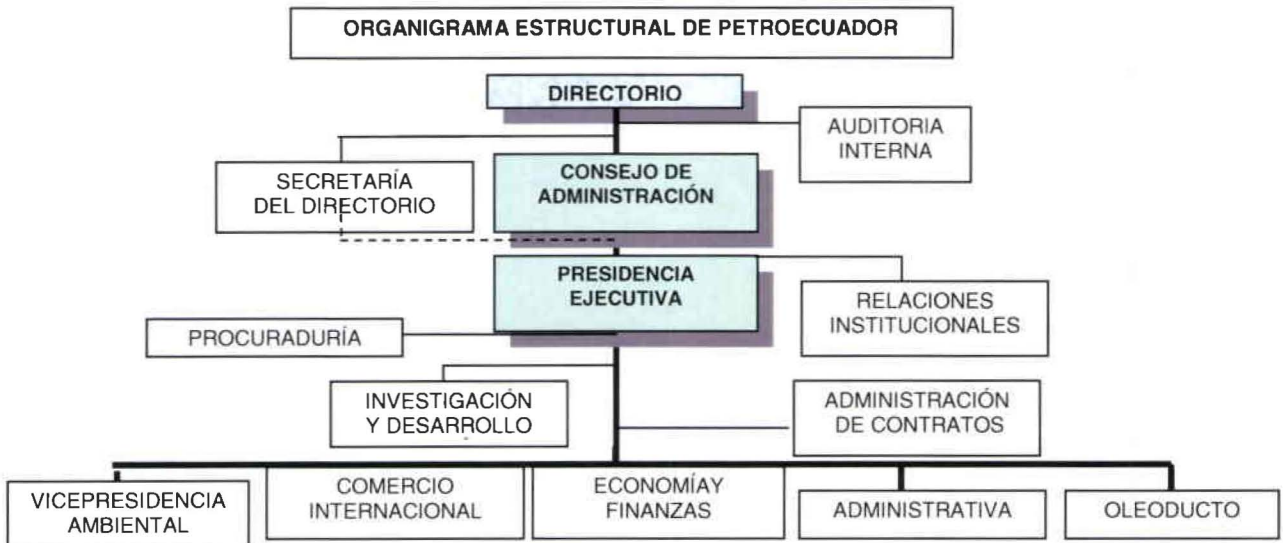 ORGANIGRAMA ESTRUCTURAL DE PETROECUADOR
DIRECTORIO
AUDITORIA
INTERNA
SECRETARÍA
DEL DIRECTORIO
CONSEJO DE
ADMINISTRACIÓN
PRESIDENCIA
EJECUTIVA
RELACIONES
INSTITUCIONALES
PROCURADURÍA
INVESTIGACIÓN
Y DESARROLLO
ADMINISTRACIÓN
DE CONTRATOS
VICEPRESIDENCIA
AMBIENTAL
COMERCIO
INTERNACIONAL
ECONOMÍAY
FINANZAS
ADMINISTRATIVA
OLEODUCTO